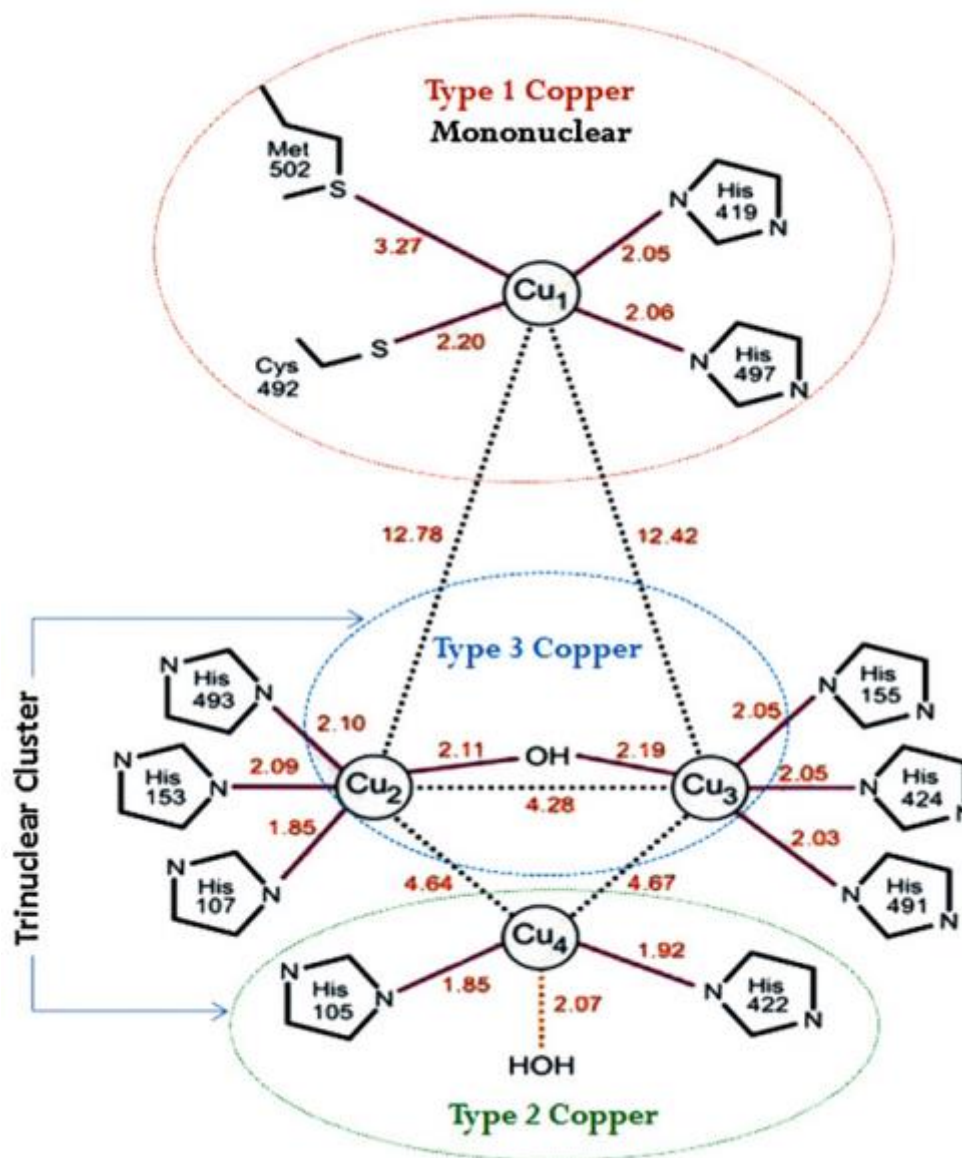 Type 1 Copper
Mononuclear
Met
502
S
3.27
Cu1
N
His
419
N
2.05
2.06
S
2.20
Cys
492
N
His
497
N
12.78
12.42
Trinuclear Cluster
Type 3 Copper
N
His
493
N
2.10
His
155
N
N
2.05
2.11
OH
2.19
N
His
153
N
2.09
Cu2
4.28
Cu3
2.05
N
His
424
N
1.85
2.03
N
His
107
N
4.64
4.67
N
His
491
N
Cu4
N
His
105
N
1.85
1.92
2.07
N
His
422
N
HOH
Type 2 Copper